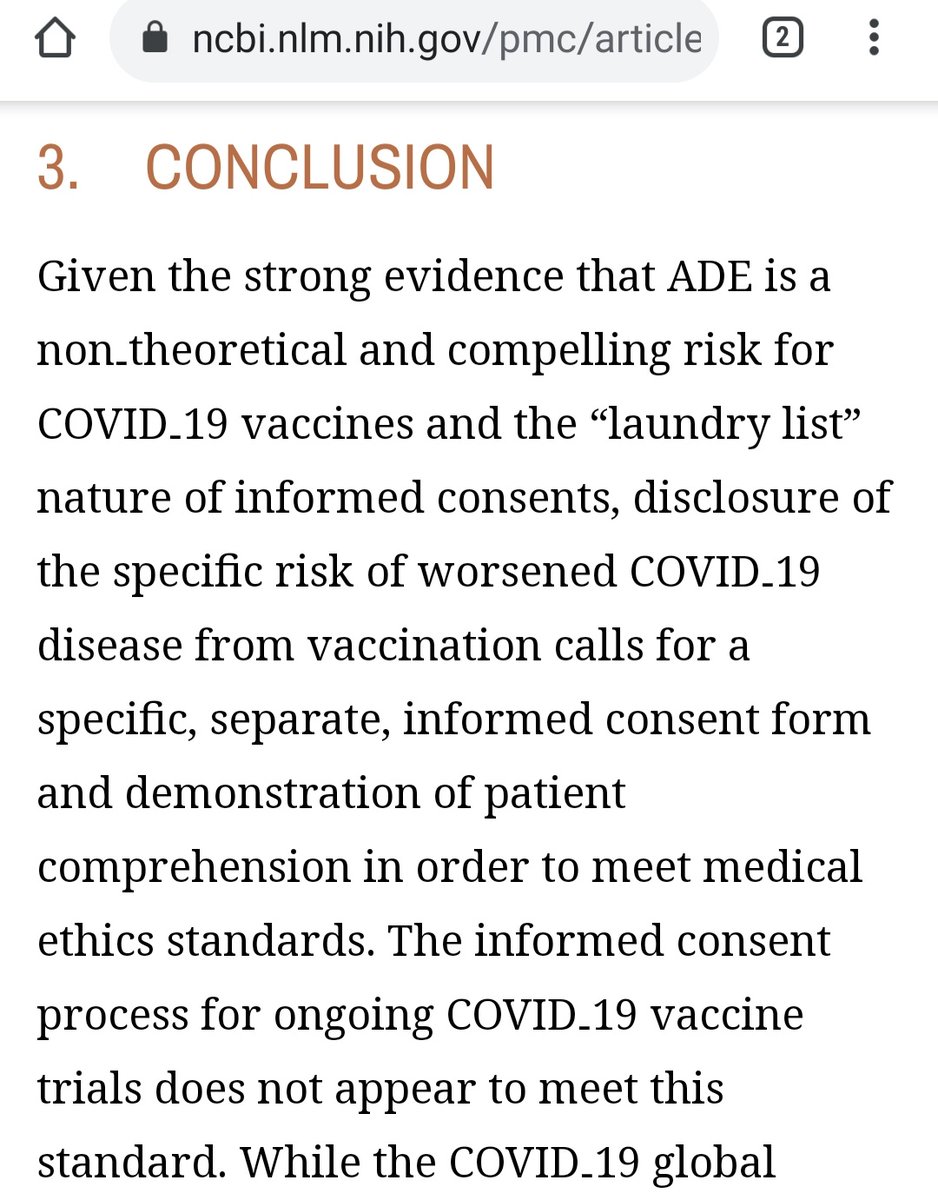 ncbi.nlm.nih.gov/pmc/article
2
3. CONCLUSION
Given the strong evidence that ADE is a
non‐theoretical and compelling risk for
COVID‐19 vaccines and the “laundry list”
nature of informed consents, disclosure of
the specific risk of worsened COVID‐19
disease from vaccination calls for a
specific, separate, informed consent form
and demonstration of patient
comprehension in order to meet medical
ethics standards. The informed consent
process for ongoing COVID‐19 vaccine
trials does not appear to meet this
standard. While the COVID‐19 global